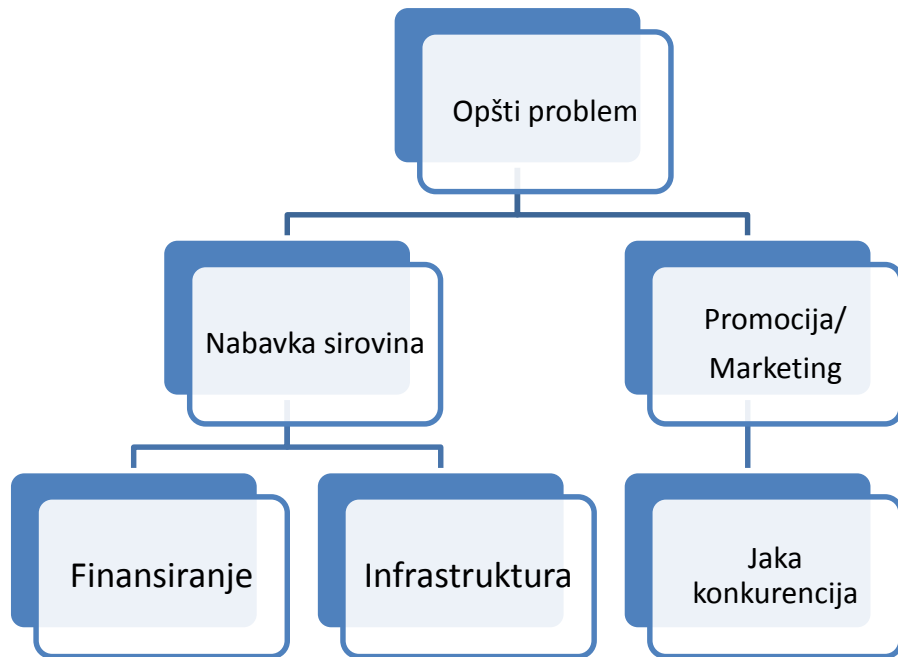 Opšti problem
Nabavka sirovina
Promocija/
Marketing
Finansiranje
Infrastruktura
Jaka
konkurencija